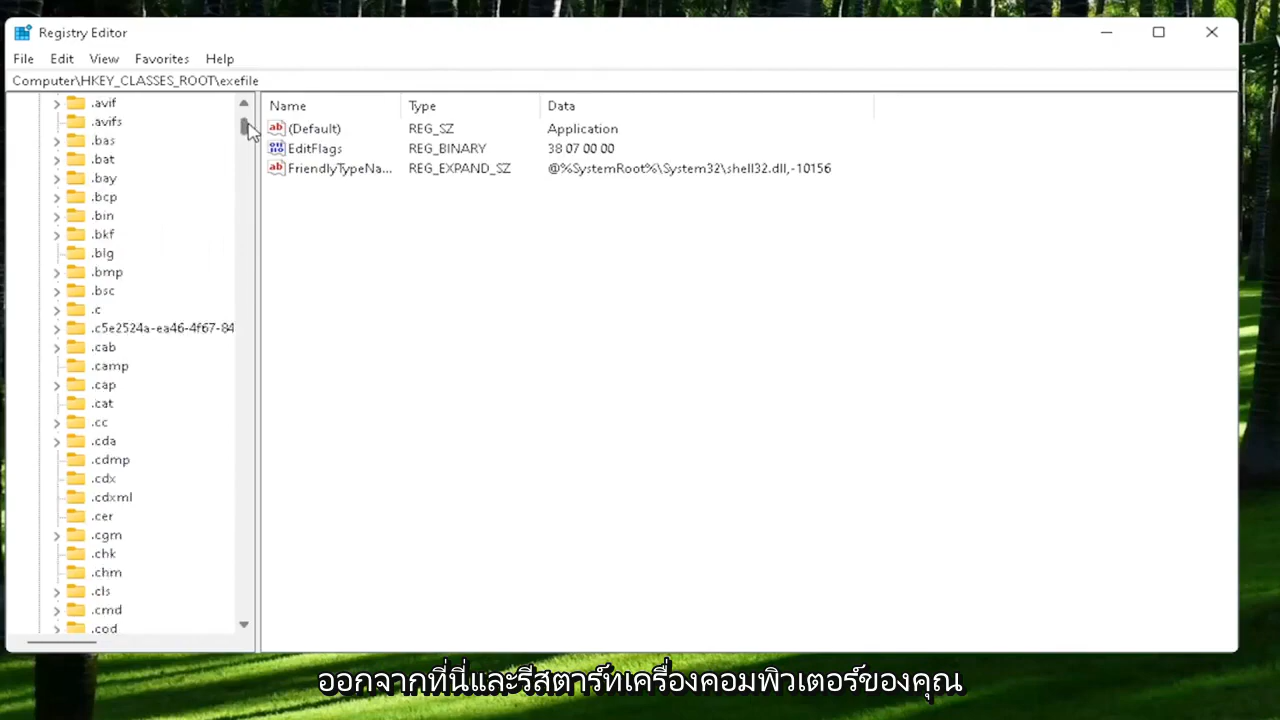 Registry Editor
File Edit View Favorites Help
Computer\HKEY_CLASSES_ROOT\exefile
.avif
.avifs
.bas
.bat
.bay
.bcp
.bin
.bkf
.blg
.bmp
.bsc
.c
.c5e2524a-ea46-4f67-84
.cab
.camp
.cap
.cat
.cc
.cda
.cdmp
.cdx
.cdxml
.cer
.cgm
.chk
.chm
.cls
.cmd
.cod
Name Type Data
(Default) REG_SZ Application
EditFlags REG_BINARY 38 07 00 00
FriendlyTypeNa... REG_EXPAND_SZ @%SystemRoot%\System32\shell32.dll,-10156
ออกจากที่นี่และรีสตาร์ทเครื่องคอมพิวเตอร์ของคุณ